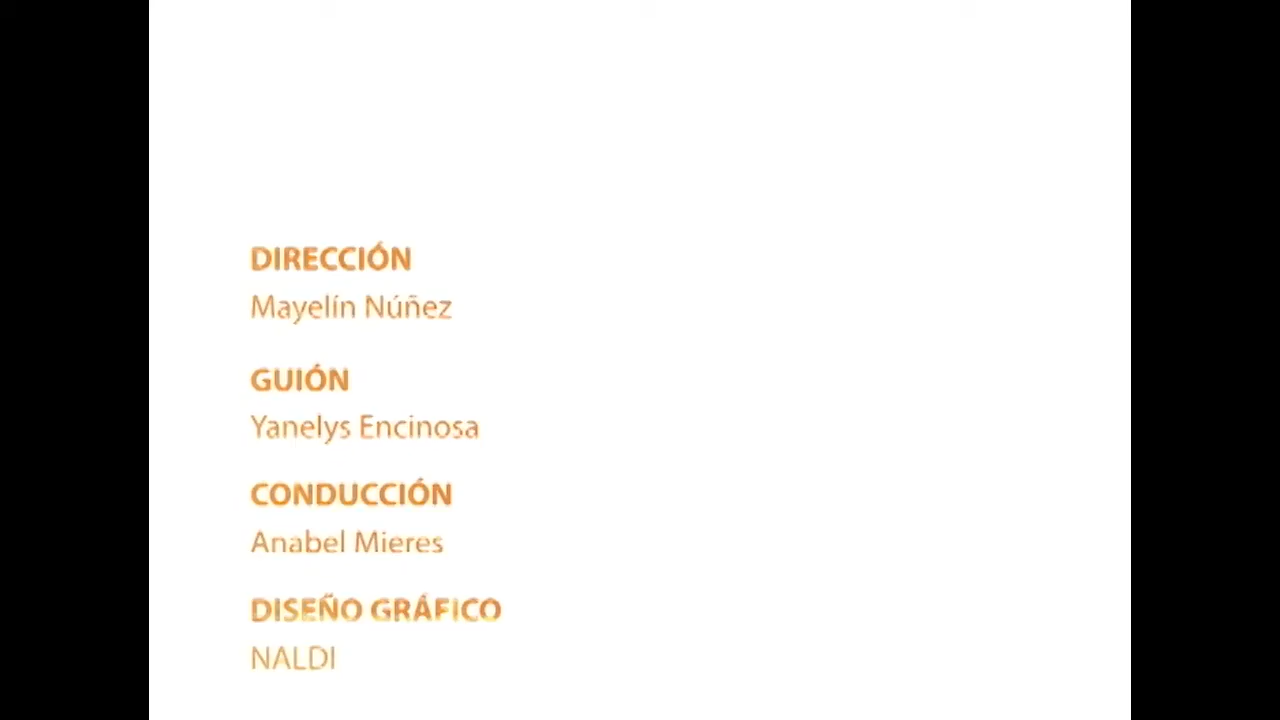 DIRECCIÓN
Mayelín Núñez
GUIÓN
Yanelys Encinosa
CONDUCCIÓN
Anabel Mieres
DISEÑO GRÁFICO
NALDI